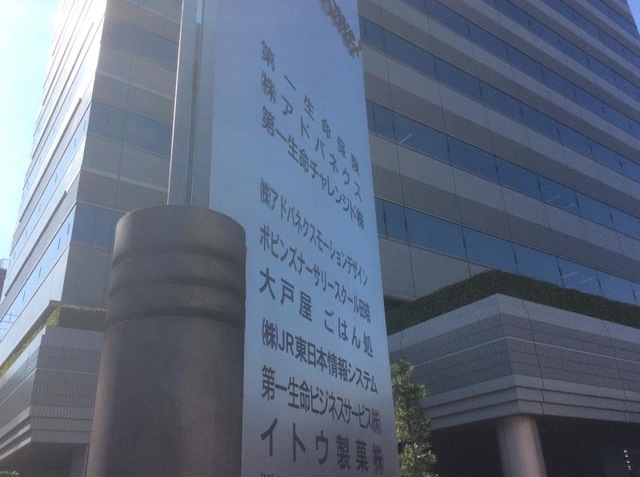 第一生命保険
㈱アドバネクス
第一生命チャレンジド㈱
㈱アドバネクスモーションデザイン
ポピンズナーサリースクール田端
大戸屋 ごはん処
(株)JR東日本情報システム
第一生命ビジネスサービス㈱
イトウ製菓㈱